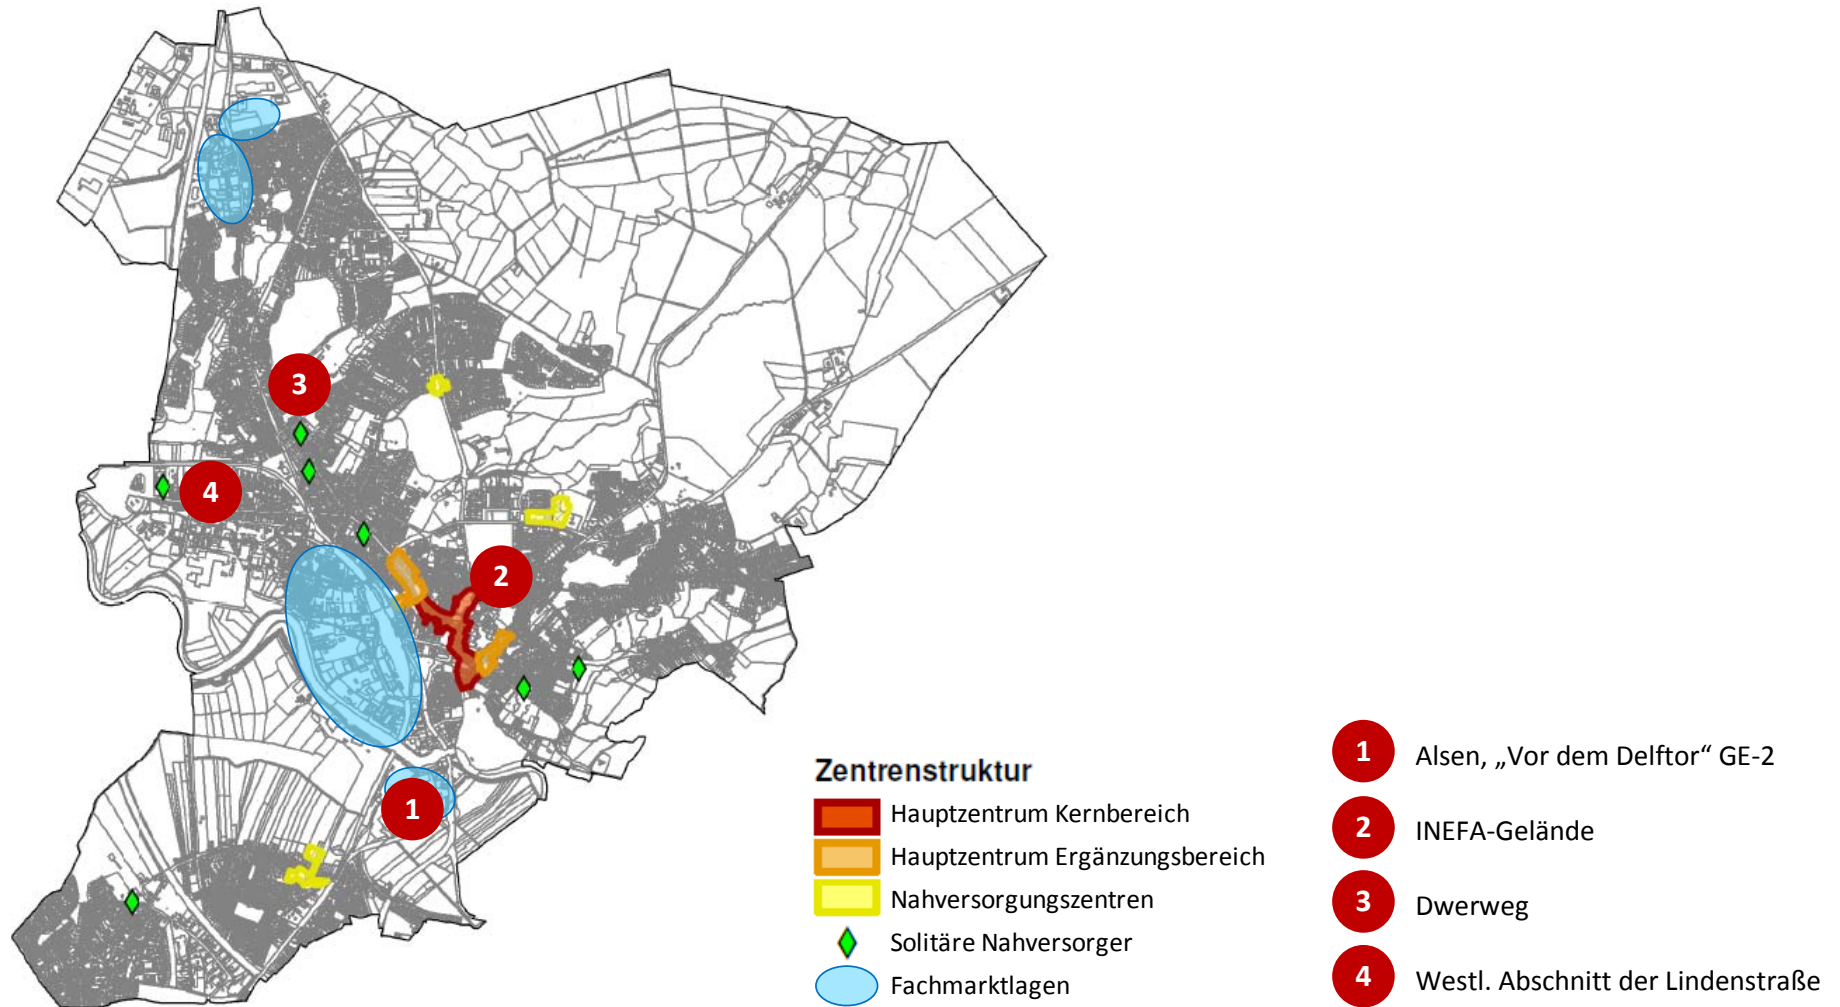 3
4
2
1
Zentrenstruktur
Hauptzentrum Kernbereich
Hauptzentrum Ergänzungsbereich
Nahversorgungszentren
Solitäre Nahversorger
Fachmarktlagen
1 Alsen, „Vor dem Delftor“ GE-2
2 INEFA-Gelände
3 Dwerweg
4 Westl. Abschnitt der Lindenstraße